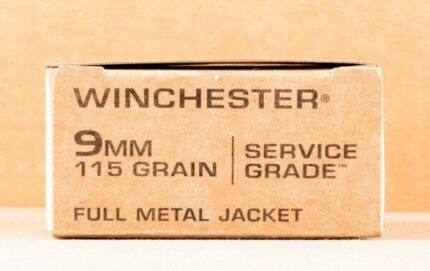 WINCHESTER®
9MM
115 GRAIN
SERVICE
GRADE™
FULL METAL JACKET